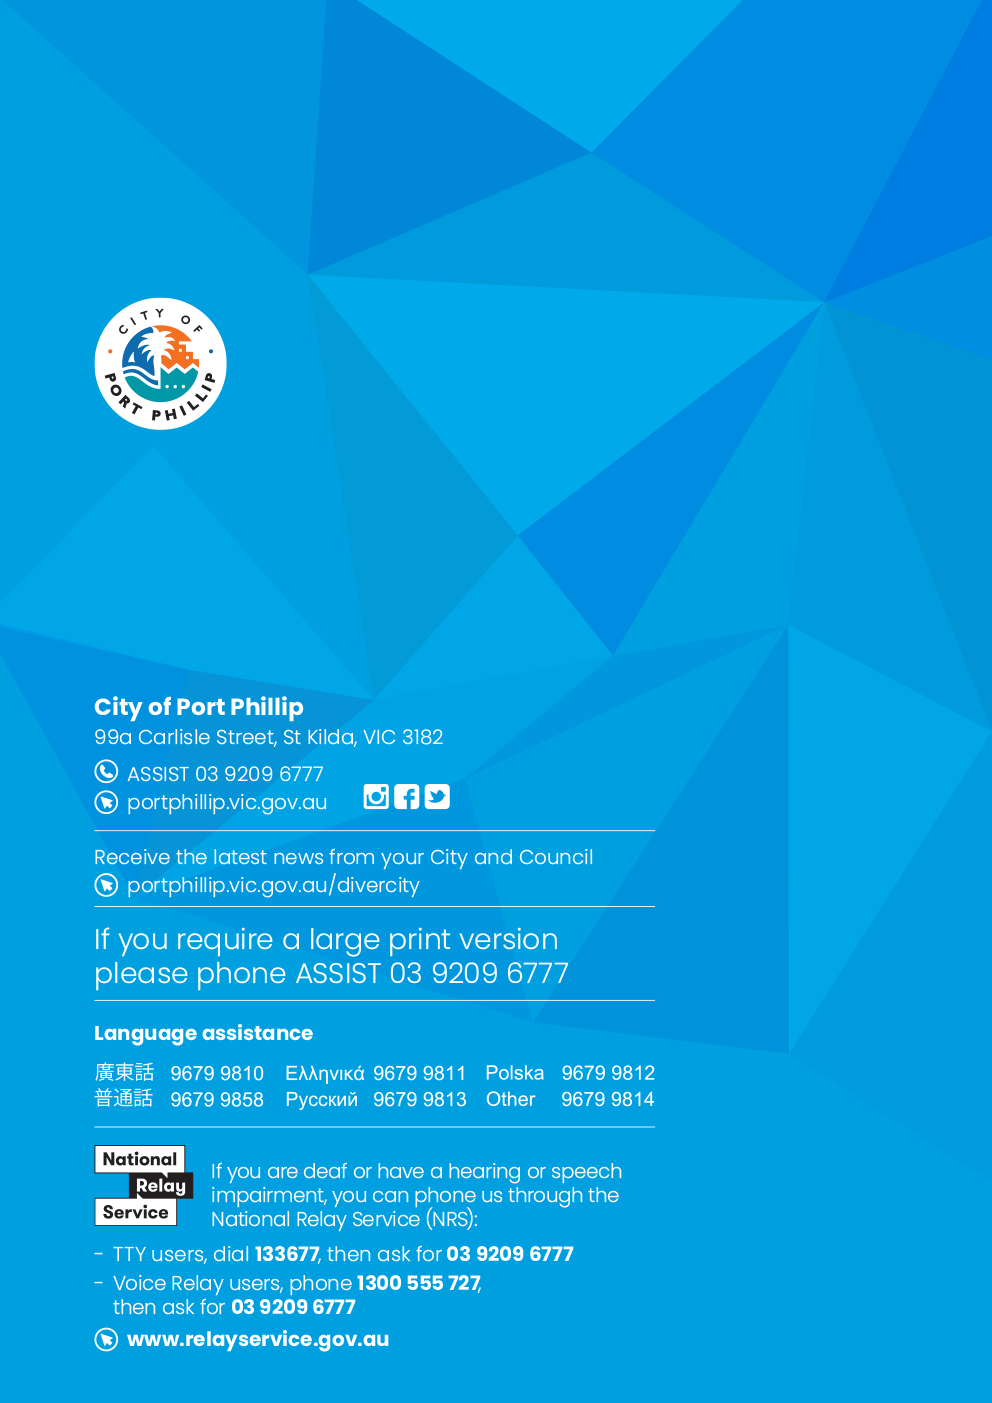 CITY OF
PORT PHILLIP
City of Port Phillip
99a Carlisle Street, St Kilda, VIC 3182
ASSIST 03 9209 6777
portphillip.vic.gov.au
Receive the latest news from your City and Council
portphillip.vic.gov.au/divercity
If you require a large print version
please phone ASSIST 03 9209 6777
Language assistance
廣東話 9679 9810 Ελληνικά 9679 9811 Polska 9679 9812
普通話 9679 9858 Русский 9679 9813 Other 9679 9814
National
Relay
Service
If you are deaf or have a hearing or speech
impairment, you can phone us through the
National Relay Service (NRS):
- TTY users, dial 133677, then ask for 03 9209 6777
- Voice Relay users, phone 1300 555 727,
then ask for 03 9209 6777
www.relayservice.gov.au